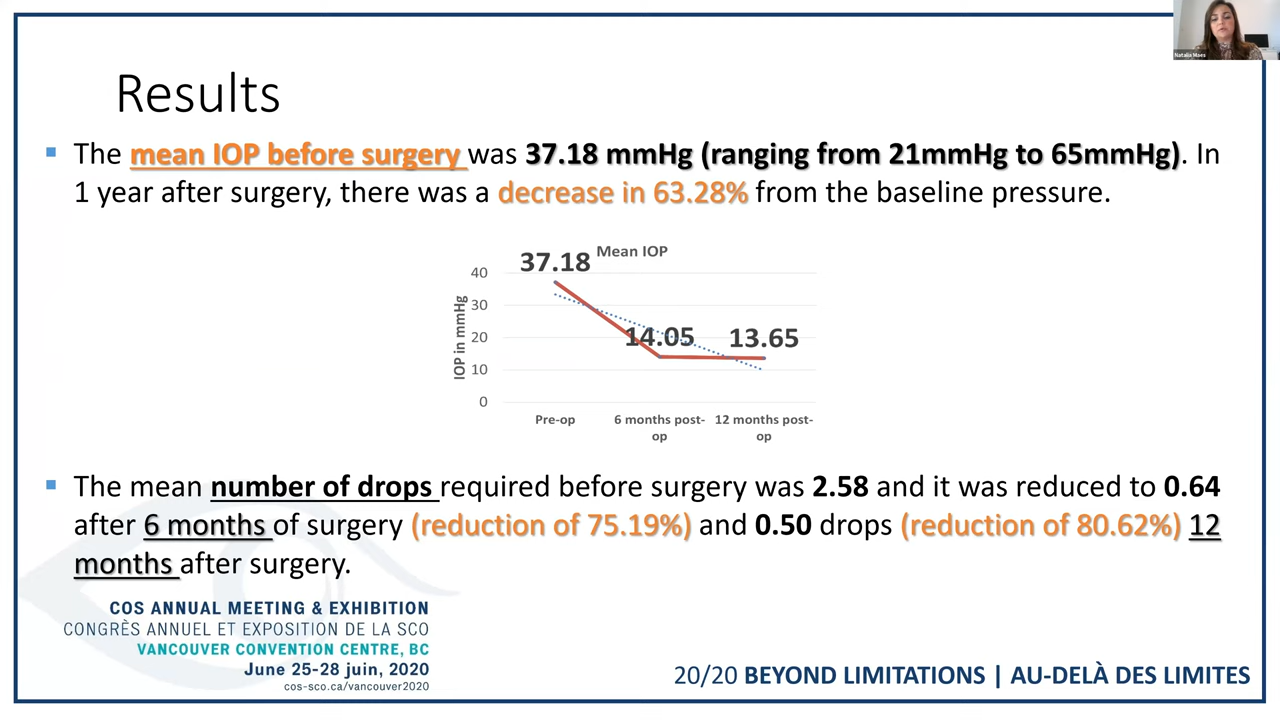 Natalia Maes
Results
The mean IOP before surgery was 37.18 mmHg (ranging from 21mmHg to 65mmHg). In
1 year after surgery, there was a decrease in 63.28% from the baseline pressure.
Mean IOP
37.18
14.05
13.65
IOP in mmHg
40
30
20
10
0
Pre-op
6 months post-
op
12 months post-
op
The mean number of drops required before surgery was 2.58 and it was reduced to 0.64
after 6 months of surgery (reduction of 75.19%) and 0.50 drops (reduction of 80.62%) 12
months after surgery.
COS ANNUAL MEETING & EXHIBITION
CONGRÈS ANNUEL ET EXPOSITION DE LA SCO
VANCOUVER CONVENTION CENTRE, BC
June 25-28 juin, 2020
cos-sco.ca/vancouver2020
20/20 BEYOND LIMITATIONS | AU-DELÀ DES LIMITES